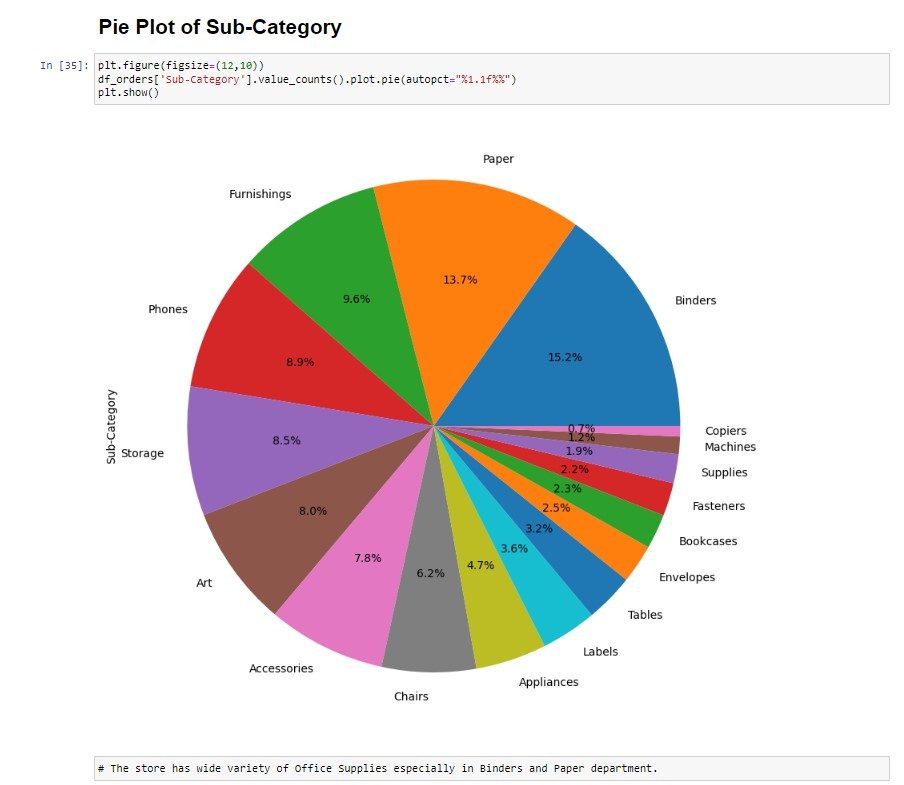 Pie Plot of Sub-Category
In [35]: plt.figure(figsize=(12,10))
df_orders['Sub-Category'].value_counts().plot.pie(autopct="%1.1f%%")
plt.show()
Paper
Furnishings
13.7%
Binders
9.6%
Phones
15.2%
8.9%
Sub-Category
0.7%
Copiers
1.2%
Machines
8.5%
1.9%
Storage
2.2%
Supplies
2.3%
Fasteners
2.5%
8.0%
3.2%
Bookcases
3.6%
7.8%
4.7%
6.2%
Envelopes
Art
Tables
Labels
Accessories
Appliances
Chairs
# The store has wide variety of Office Supplies especially in Binders and Paper department.